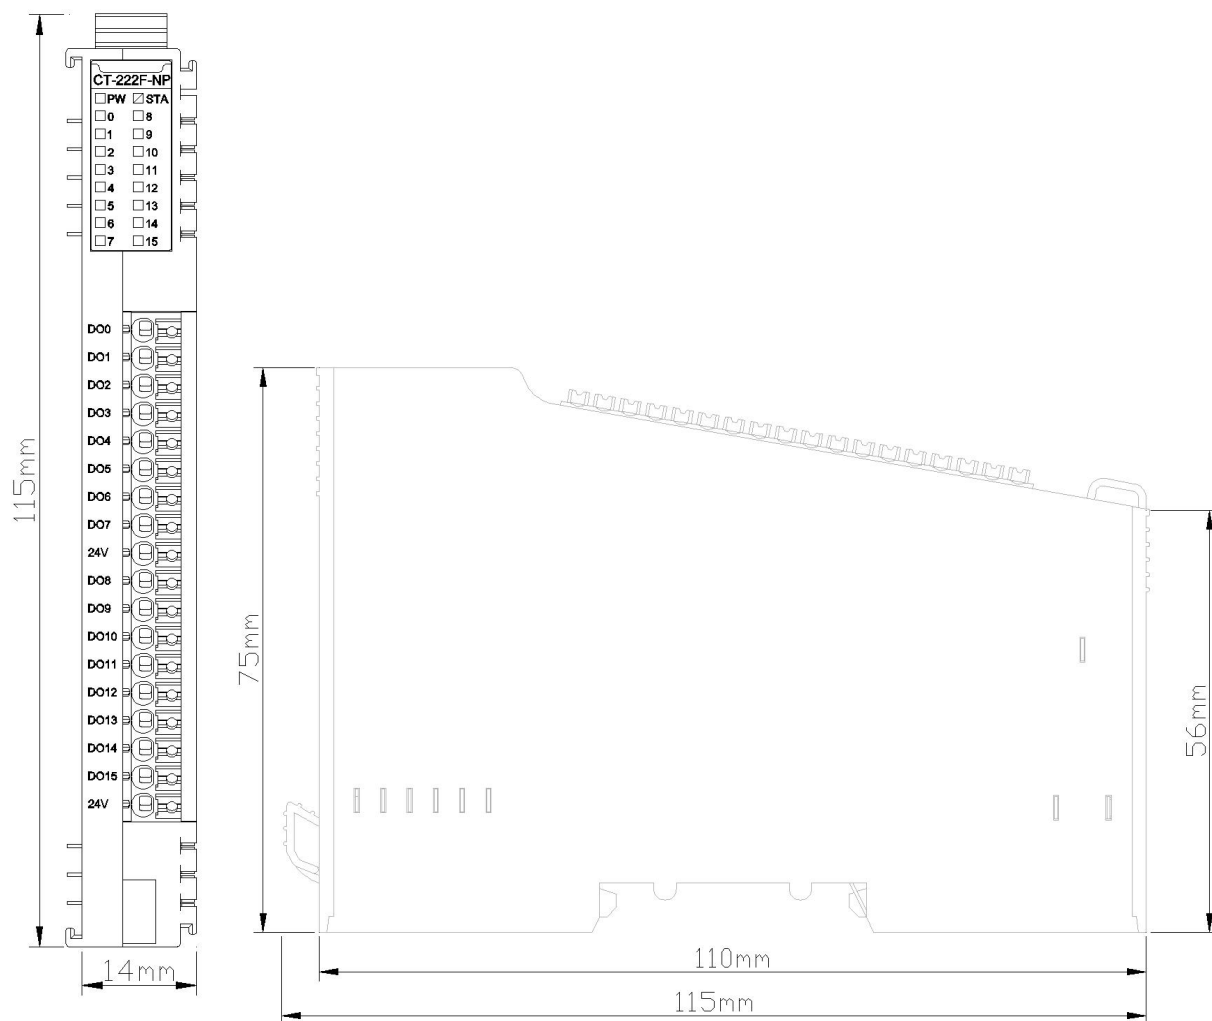 CT-222F-NP
PW STA
0 8
1 9
2 10
3 11
4 12
5 13
6 14
7 15
DO0
DO1
DO2
DO3
DO4
DO5
DO6
DO7
24V
DO8
DO9
DO10
DO11
DO12
DO13
DO14
DO15
24V
115mm
14mm
75mm
56mm
110mm
115mm